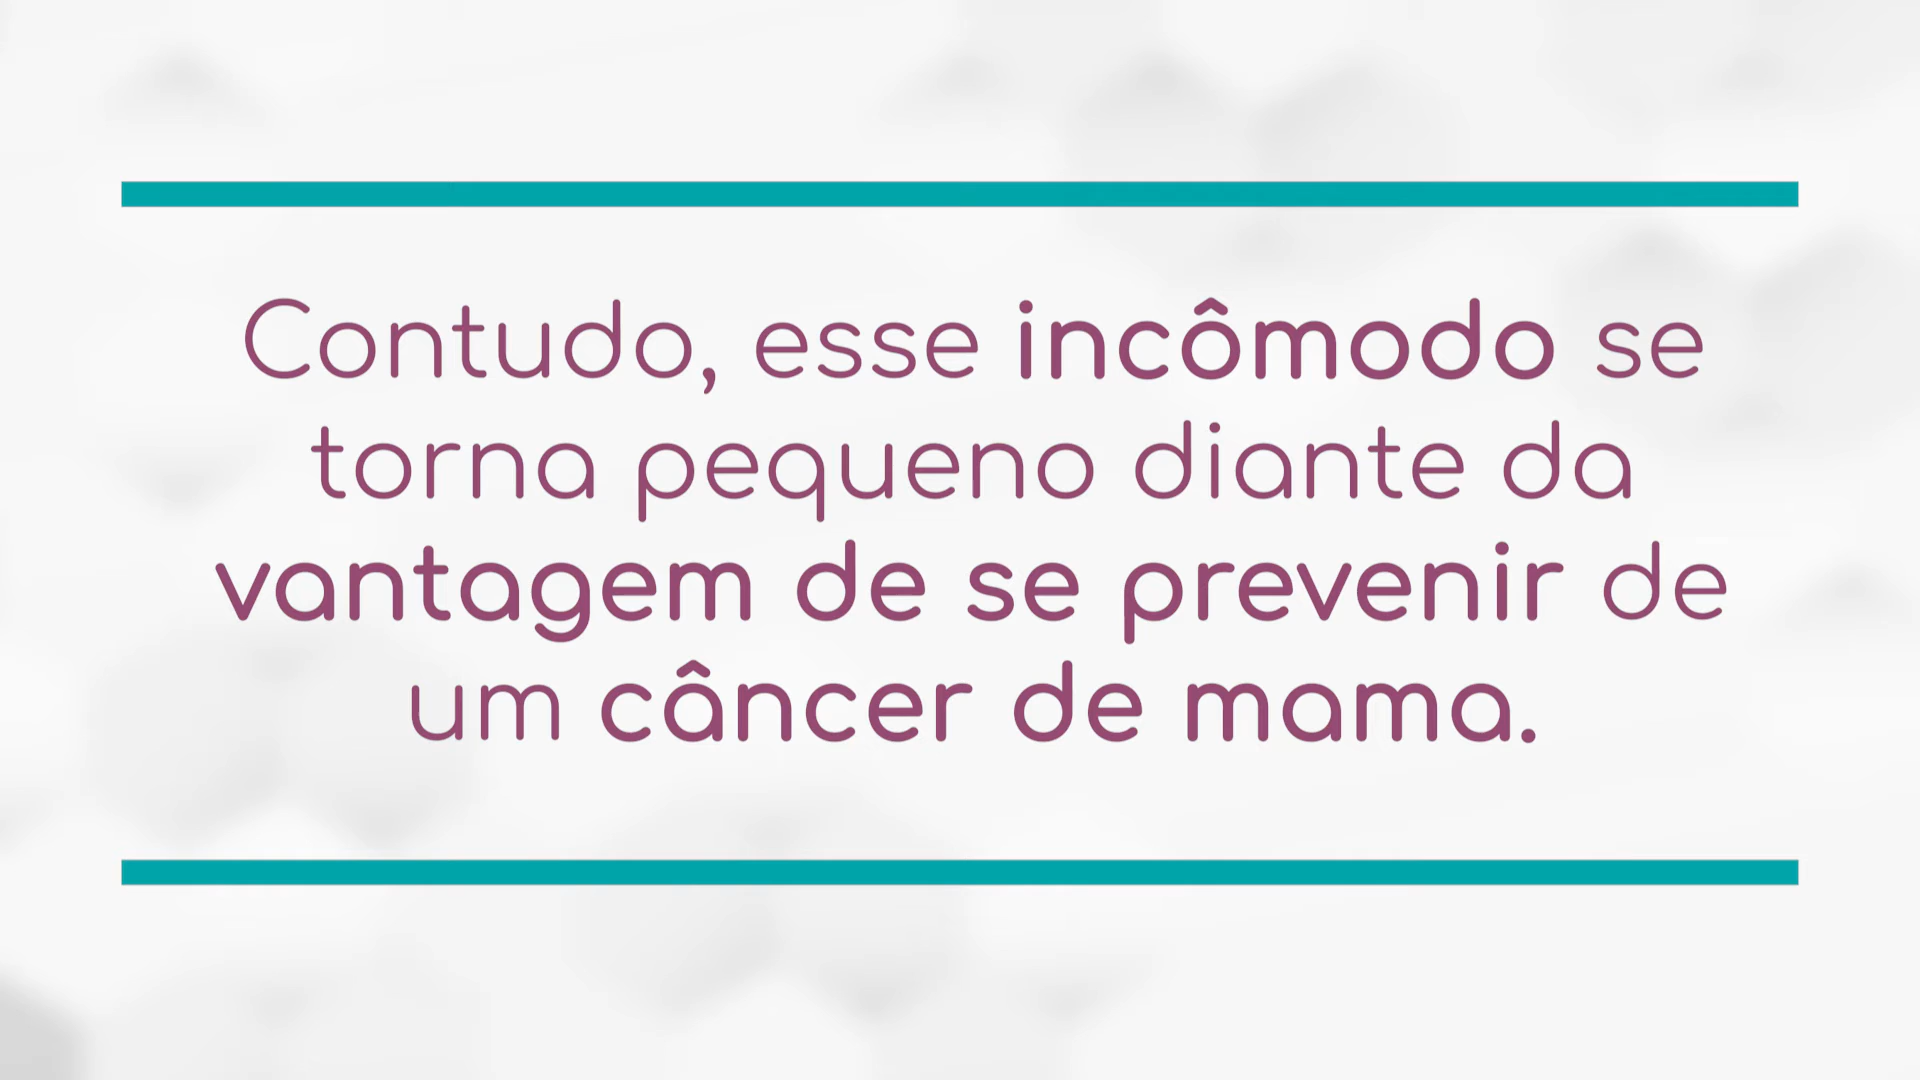 Contudo, esse incômodo se
torna pequeno diante da
vantagem de se prevenir de
um câncer de mama.